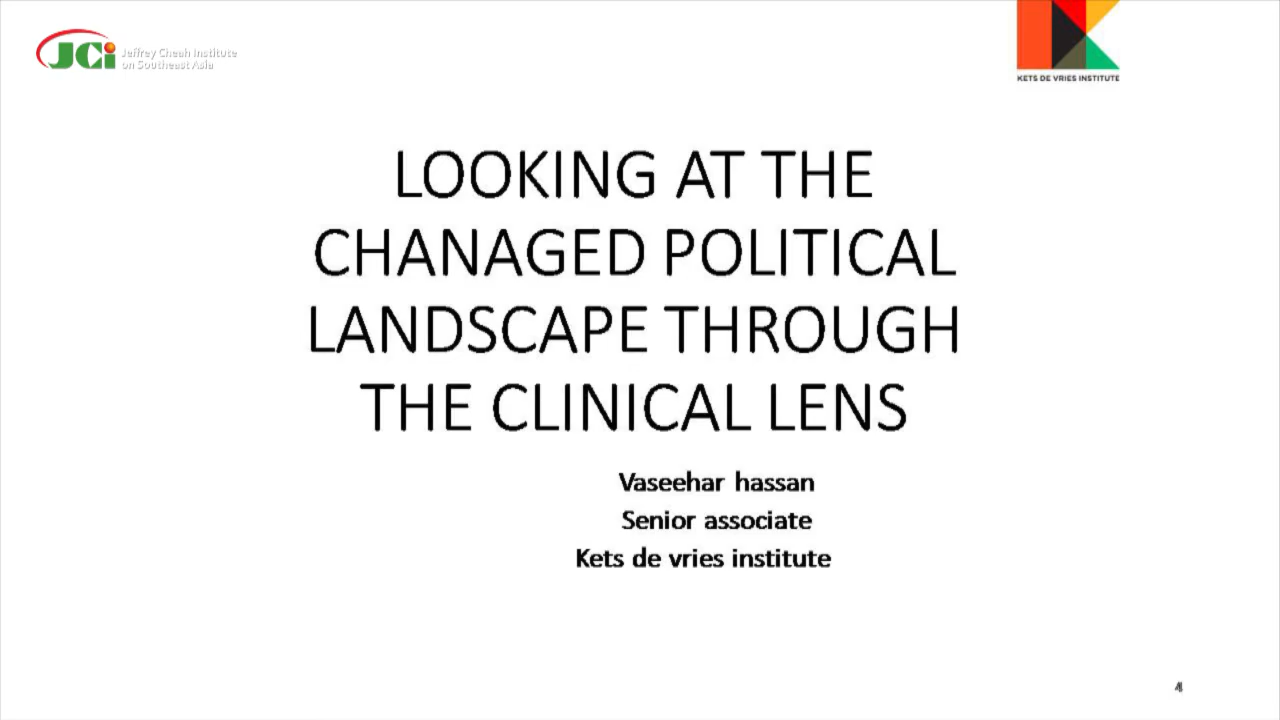 JCi Jeffrey Cheah Institute
on Southeast Asia
KETS DE VRIES INSTITUTE
LOOKING AT THE
CHANAGED POLITICAL
LANDSCAPE THROUGH
THE CLINICAL LENS
Vaseehar hassan
Senior associate
Kets de vries institute
4